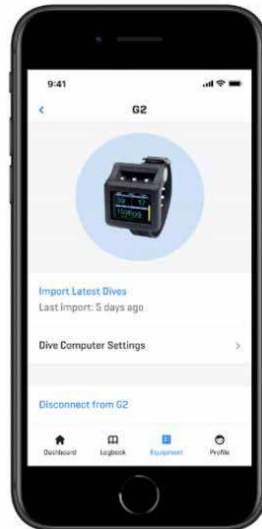 9:41
G2
Import Latest Dives
Last Import: 5 days ago
Dive Computer Settings
Disconnect from G2
Dashboard
Logbook
Equipment
Profile